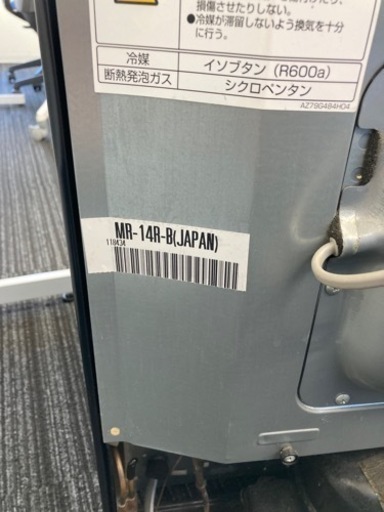 損傷させたりしない。
●冷媒が滞留しないよう換気を十分
に行う。
冷媒 イソブタン（R600a）
断熱発泡ガス シクロペンタン
AZ79G484H04
MR-14R-B(JAPAN)
118434